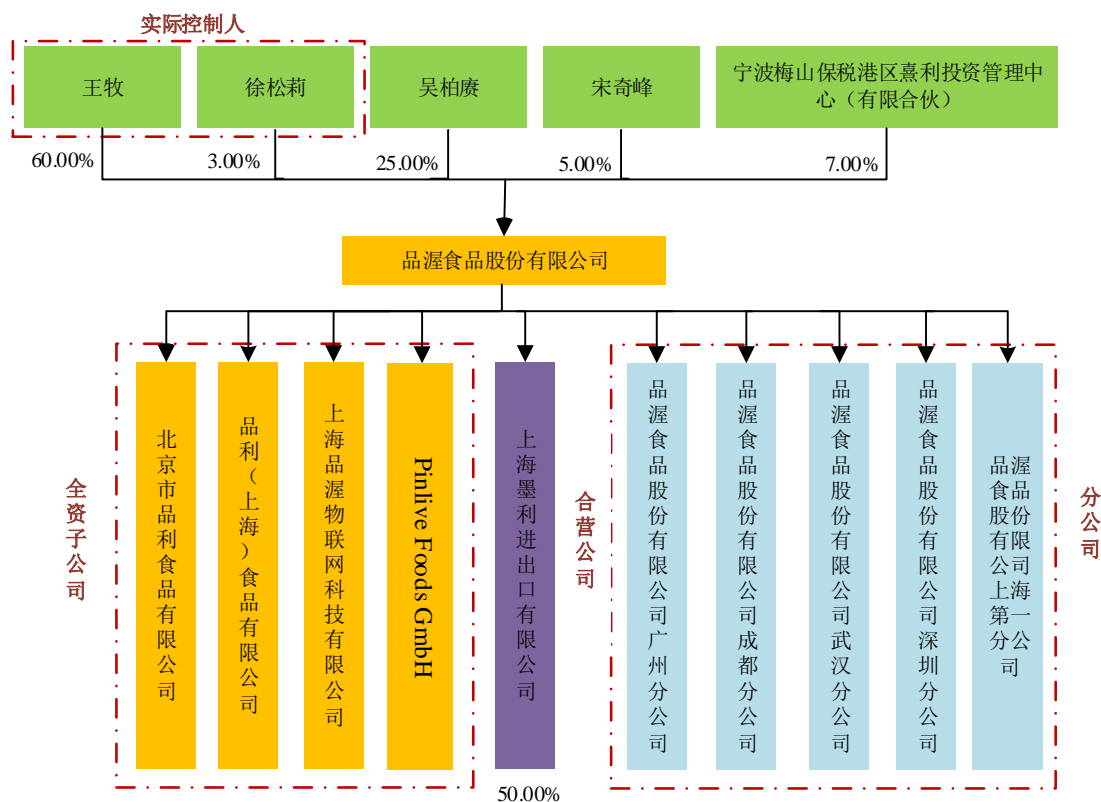 实际控制人
王牧
徐松莉
吴柏赓
宋奇峰
宁波梅山保税港区熹利投资管理中
心（有限合伙）
60.00%
3.00%
25.00%
5.00%
7.00%
品渥食品股份有限公司
全资子公司
北京市品利食品有限公司
品利（上海）食品有限公司
上海品渥物联网科技有限公司
Pinlive Foods GmbH
上海墨利进出口有限公司
合营公司
品渥食品股份有限公司广州分公司
品渥食品股份有限公司成都分公司
品渥食品股份有限公司武汉分公司
品渥食品股份有限公司深圳分公司
品渥
食品
股份
有限
公司
上海
第一
分公
司
分公司
50.00%